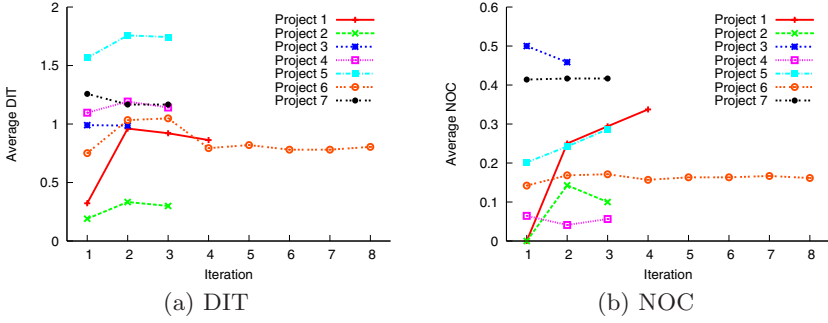 2
1.5
1
0.5
0
Average DIT
1 2 3 4 5 6 7 8
Iteration
Project 1
Project 2
Project 3
Project 4
Project 5
Project 6
Project 7
(a) DIT
0.6
0.5
0.4
0.3
0.2
0.1
0
Average NOC
1 2 3 4 5 6 7 8
Iteration
Project 1
Project 2
Project 3
Project 4
Project 5
Project 6
Project 7
(b) NOC